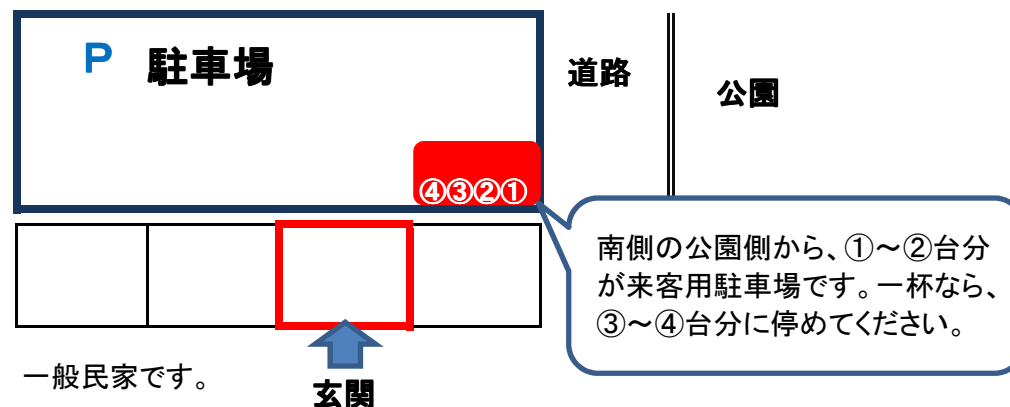 P 駐車場
道路
公園
④③②①
南側の公園側から、①～②台分
が来客用駐車場です。一杯なら、
③～④台分に停めてください。
一般民家です。
玄関